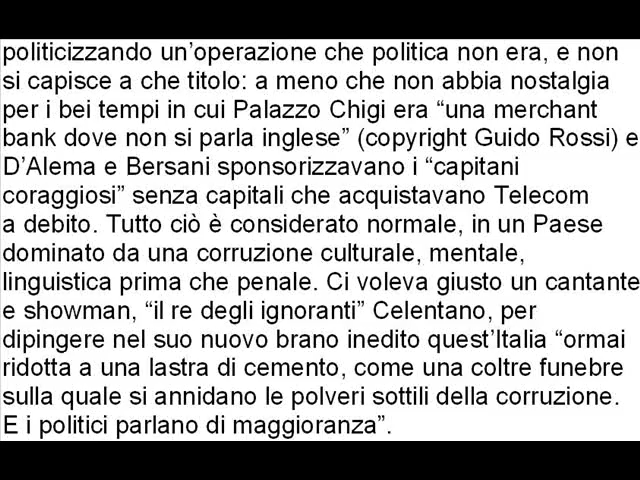 politicizzando un’operazione che politica non era, e non
si capisce a che titolo: a meno che non abbia nostalgia
per i bei tempi in cui Palazzo Chigi era “una merchant
bank dove non si parla inglese” (copyright Guido Rossi) e
D’Alema e Bersani sponsorizzavano i “capitani
coraggiosi” senza capitali che acquistavano Telecom
a debito. Tutto ciò è considerato normale, in un Paese
dominato da una corruzione culturale, mentale,
linguistica prima che penale. Ci voleva giusto un cantante
e showman, “il re degli ignoranti” Celentano, per
dipingere nel suo nuovo brano inedito quest’Italia “ormai
ridotta a una lastra di cemento, come una coltre funebre
sulla quale si annidano le polveri sottili della corruzione.
E i politici parlano di maggioranza”.